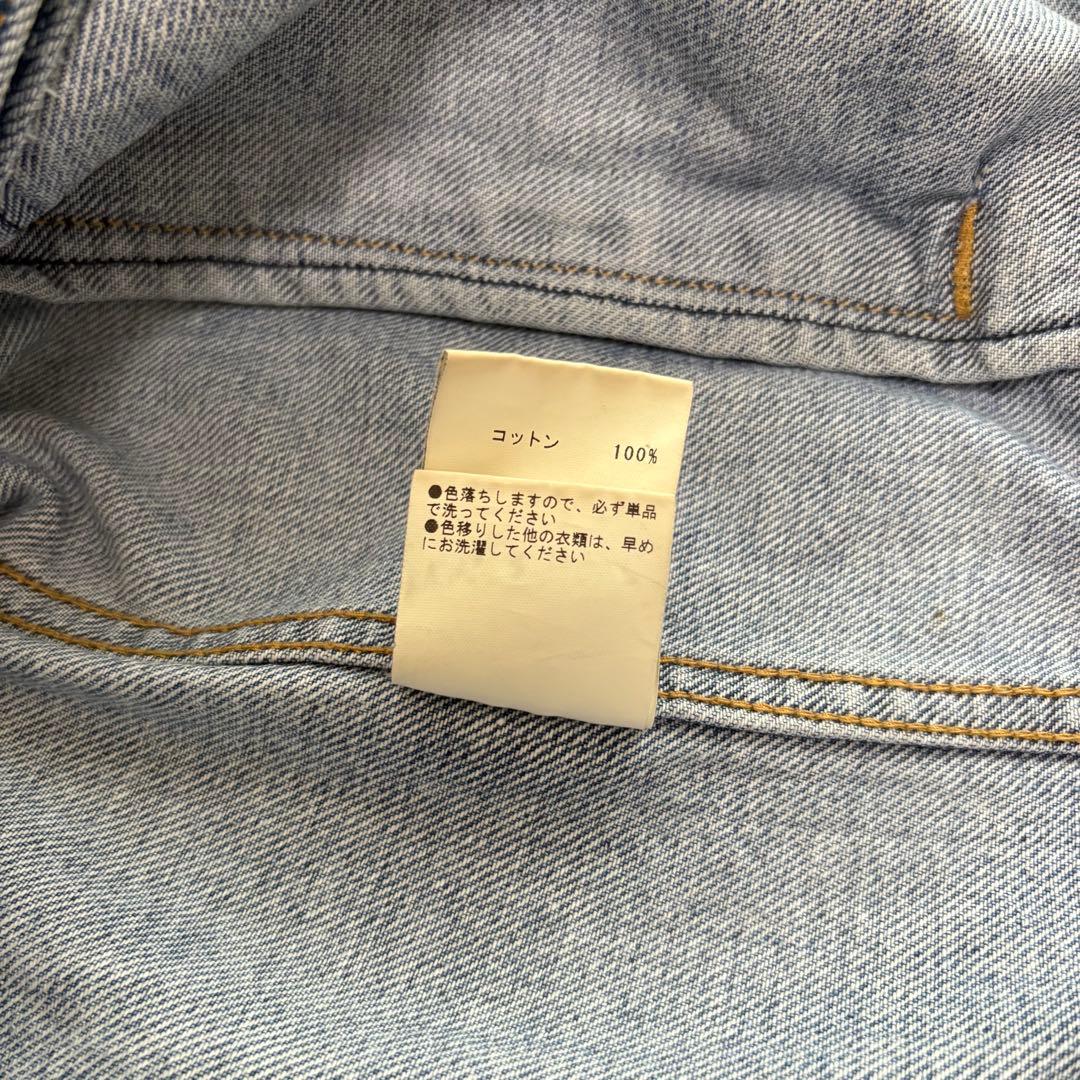 コットン 100%
●色落ちしますので、必ず単品
で洗ってください
●色移りした他の衣類は、早め
にお洗濯してください